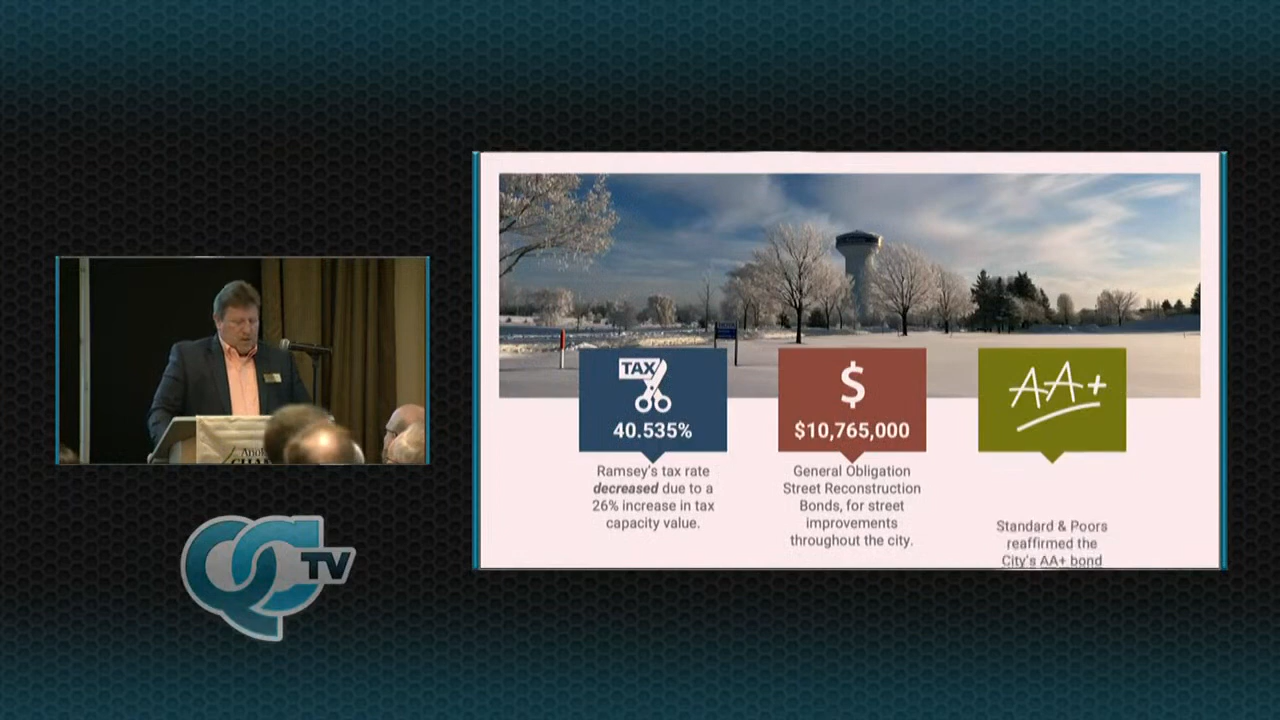 TAX
40.535%
Ramsey's tax rate
decreased due to a
26% increase in tax
capacity value.
$
$10,765,000
General Obligation
Street Reconstruction
Bonds, for street
improvements
throughout the city.
AA+
Standard & Poors
reaffirmed the
City's AA+ bond
QCTV